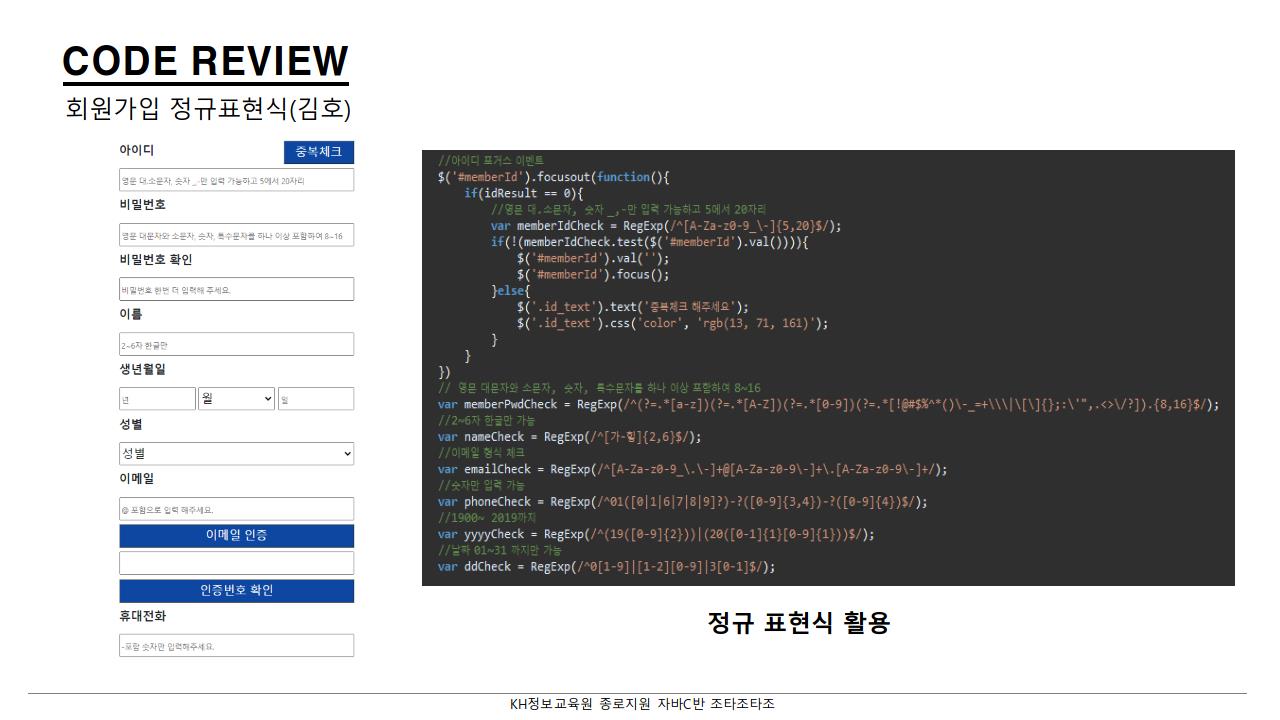 CODE REVIEW
회원가입 정규표현식(김호)
아이디
중복체크
영문 대.소문자, 숫자 _,-만 입력 가능하고 5에서 20자리
비밀번호
영문 대문자와 소문자, 숫자, 특수문자를 하나 이상 포함하여 8~16
비밀번호 확인
비밀번호 한번 더 입력해 주세요.
이름
2~6자 한글만
생년월일
년 월 일
성별
성별
이메일
@ 포함으로 입력 해주세요.
이메일 인증
인증번호 확인
휴대전화
-포함 숫자만 입력해주세요.
//아이디 포거스 이벤트
$('#memberId').focusout(function(){
if(idResult == 0){
//영문 대.소문자, 숫자 _,-만 입력 가능하고 5에서 20자리
var memberIdCheck = RegExp(/^[A-Za-z0-9_\-]{5,20}$/);
if(!(memberIdCheck.test($('#memberId').val()))){
$('#memberId').val('');
$('#memberId').focus();
}else{
$('.id_text').text('중복체크 해주세요');
$('.id_text').css('color', 'rgb(13, 71, 161)');
}
}
})
// 영문 대문자와 소문자, 숫자, 특수문자를 하나 이상 포함하여 8~16
var memberPwdCheck = RegExp(/^(?=.*[a-z])(?=.*[A-Z])(?=.*[0-9])(?=.*[!@#$%^*()\-_=+\\\|\[\]{};:\'",.<>\/?]).{8,16}$/);
//2~6자 한글만 가능
var nameCheck = RegExp(/^[가-힣]{2,6}$/);
//이메일 형식 체크
var emailCheck = RegExp(/^[A-Za-z0-9_\.\-]+@[A-Za-z0-9\-]+\.[A-Za-z0-9\-]+/);
//숫자만 입력 가능
var phoneCheck = RegExp(/^01([0|1|6|7|8|9]?)-?([0-9]{3,4})-?([0-9]{4})$/);
//1900~ 2019까지
var yyyyCheck = RegExp(/^(19([0-9]{2}))|(20([0-1]{1}[0-9]{1}))$/);
//날짜 01~31 까지만 가능
var ddCheck = RegExp(/^0[1-9]|[1-2][0-9]|3[0-1]$/);
정규 표현식 활용
KH정보교육원 종로지원 자바C반 조타조타조